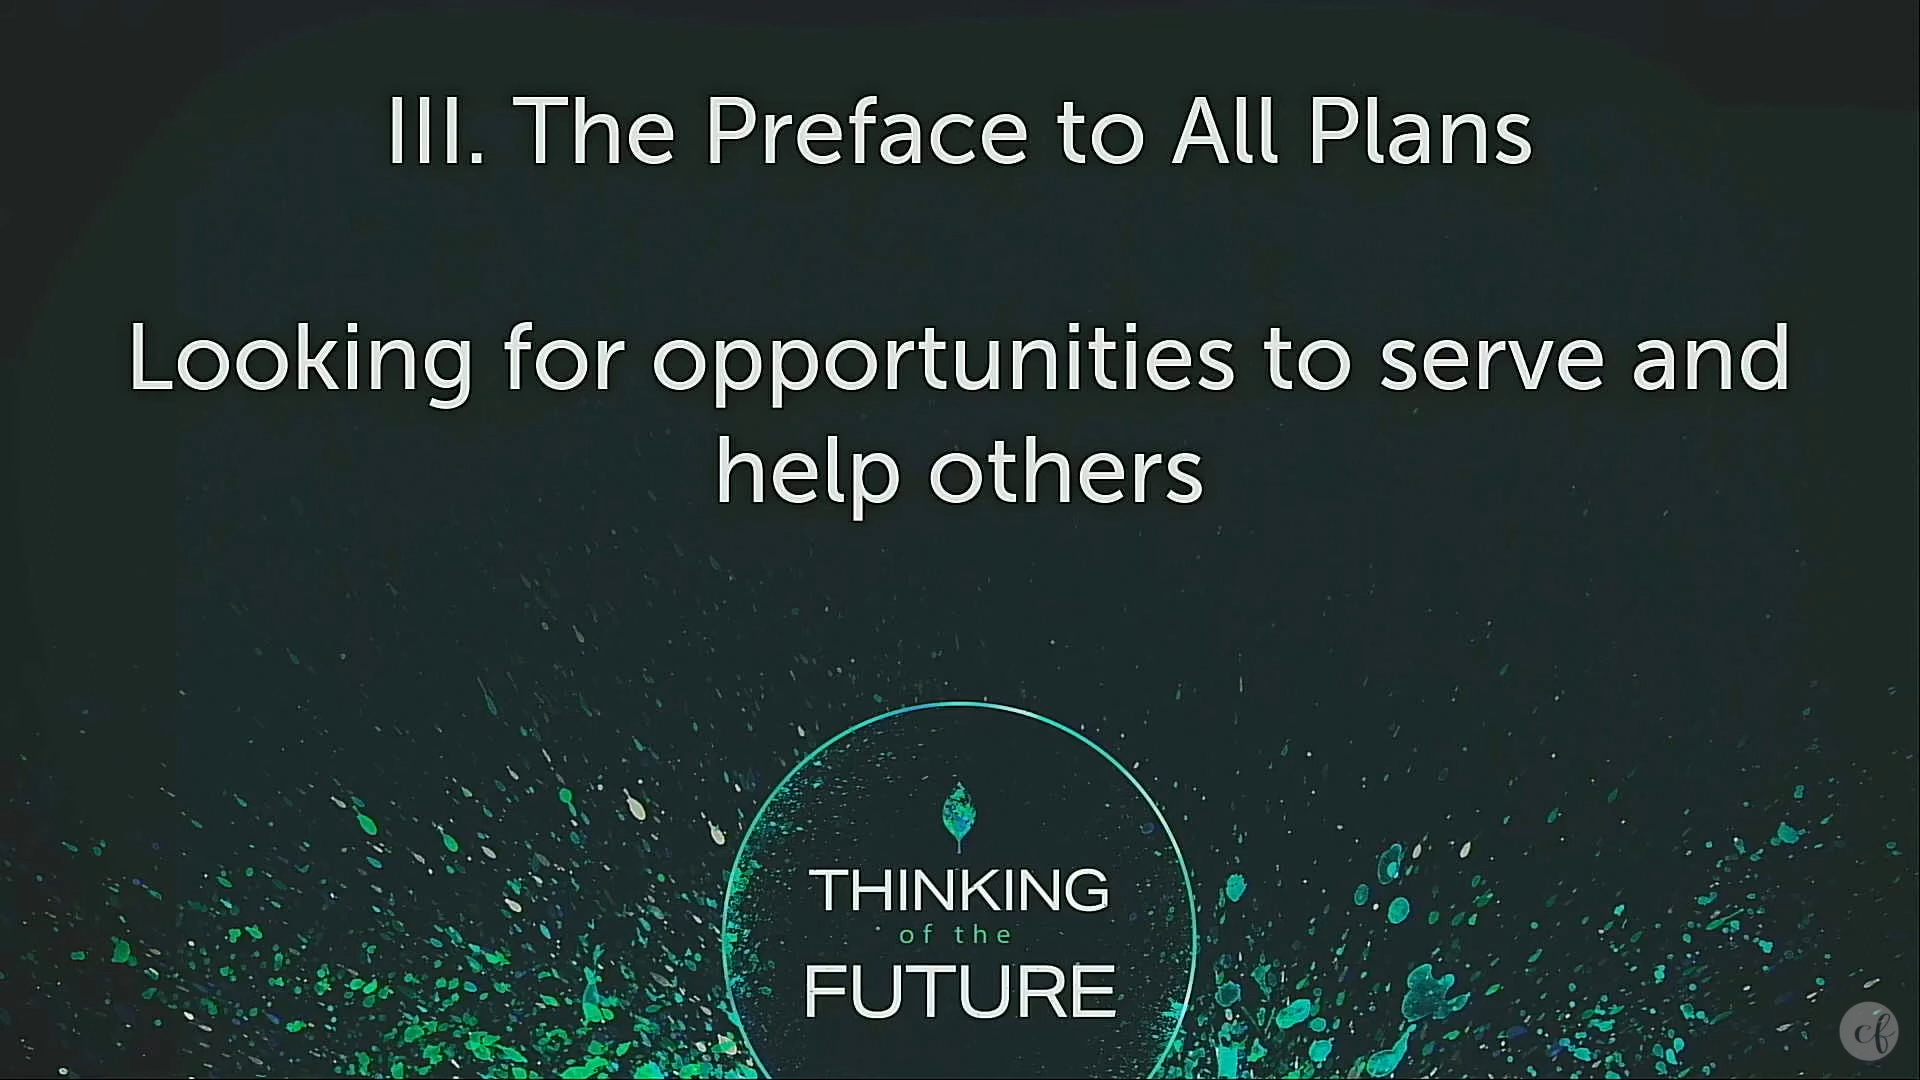 III. The Preface to All Plans
Looking for opportunities to serve and
help others
THINKING
of the
FUTURE
cf